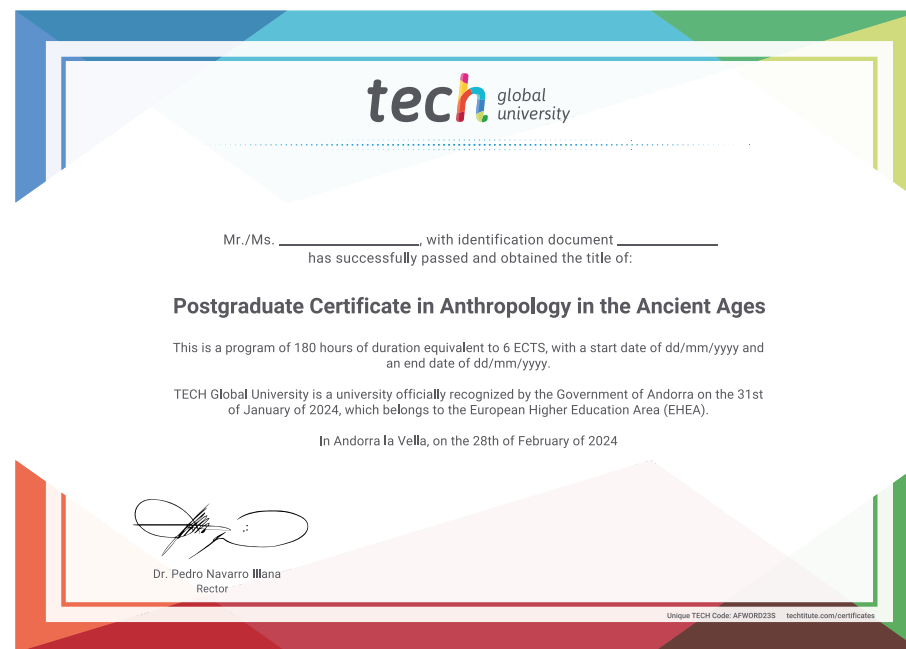 tech global
university
Mr./Ms. ____________________, with identification document ______________
has successfully passed and obtained the title of:
Postgraduate Certificate in Anthropology in the Ancient Ages
This is a program of 180 hours of duration equivalent to 6 ECTS, with a start date of dd/mm/yyyy and
an end date of dd/mm/yyyy.
TECH Global University is a university officially recognized by the Government of Andorra on the 31st
of January of 2024, which belongs to the European Higher Education Area (EHEA).
In Andorra la Vella, on the 28th of February of 2024
Dr. Pedro Navarro Illana
Rector
Unique TECH Code: AFWORD23S techtitute.com/certificates